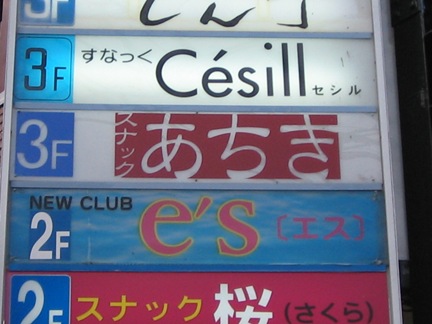 3F
3F すなっく Césill セシル
3F スナック あちき
NEW CLUB e's [エス]
2F
2F スナック 桜 (さくら)